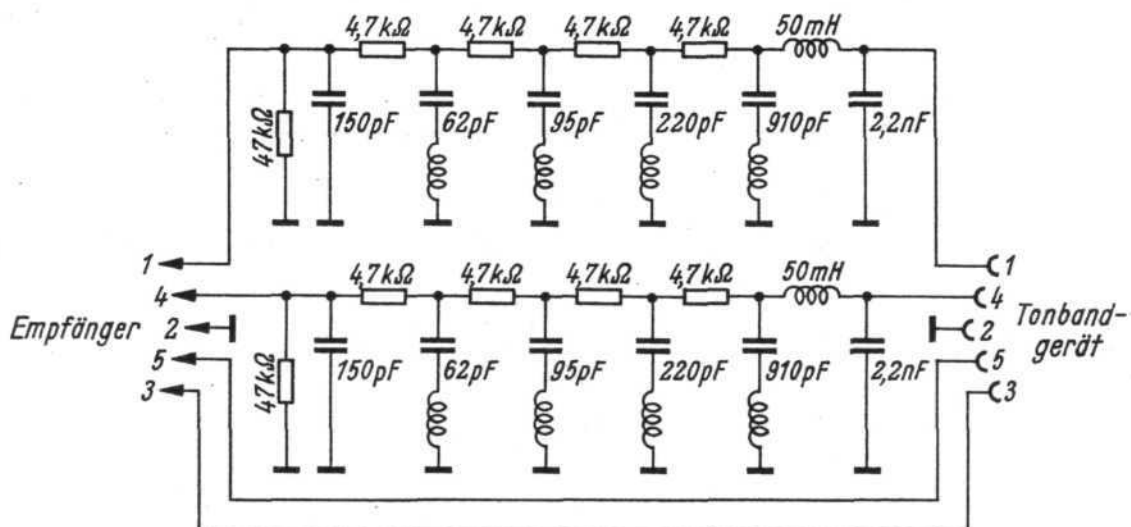 4,7kΩ 4,7kΩ 4,7kΩ 4,7kΩ 50mH
47kΩ 150pF 62pF 95pF 220pF 910pF 2,2nF
1 1
4,7kΩ 4,7kΩ 4,7kΩ 4,7kΩ 50mH
4 4
Empfänger 2 2 Tonband-
gerät
5 5
47kΩ 150pF 62pF 95pF 220pF 910pF 2,2nF
3 3